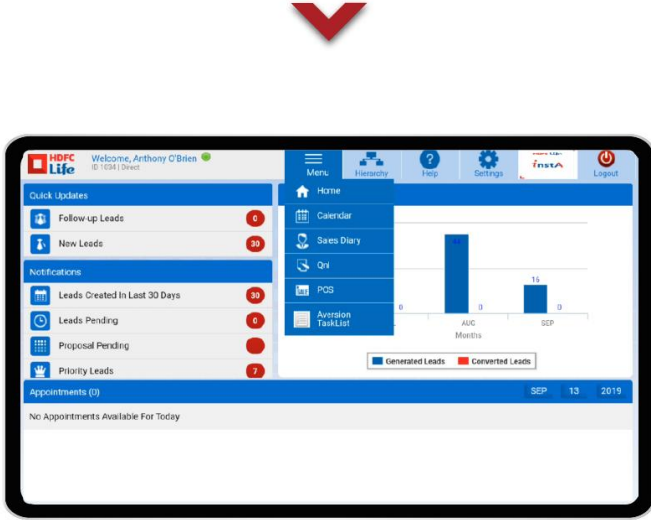 HDFC
Life
Welcome, Anthony O'Brien
ID 1034 | Direct
Menu
Hierarchy
Help
Settings
InstA
Logout
Quick Updates
Follow-up Leads
0
New Leads
30
Notifications
Leads Created In Last 30 Days
30
Leads Pending
0
Proposal Pending
Priority Leads
7
Home
Calendar
Sales Diary
QnI
POS
Aversion
TaskList
0
0
15
0
AUG
SEP
Months
Generated Leads
Converted Leads
Appointments (0)
SEP 13 2019
No Appointments Available For Today